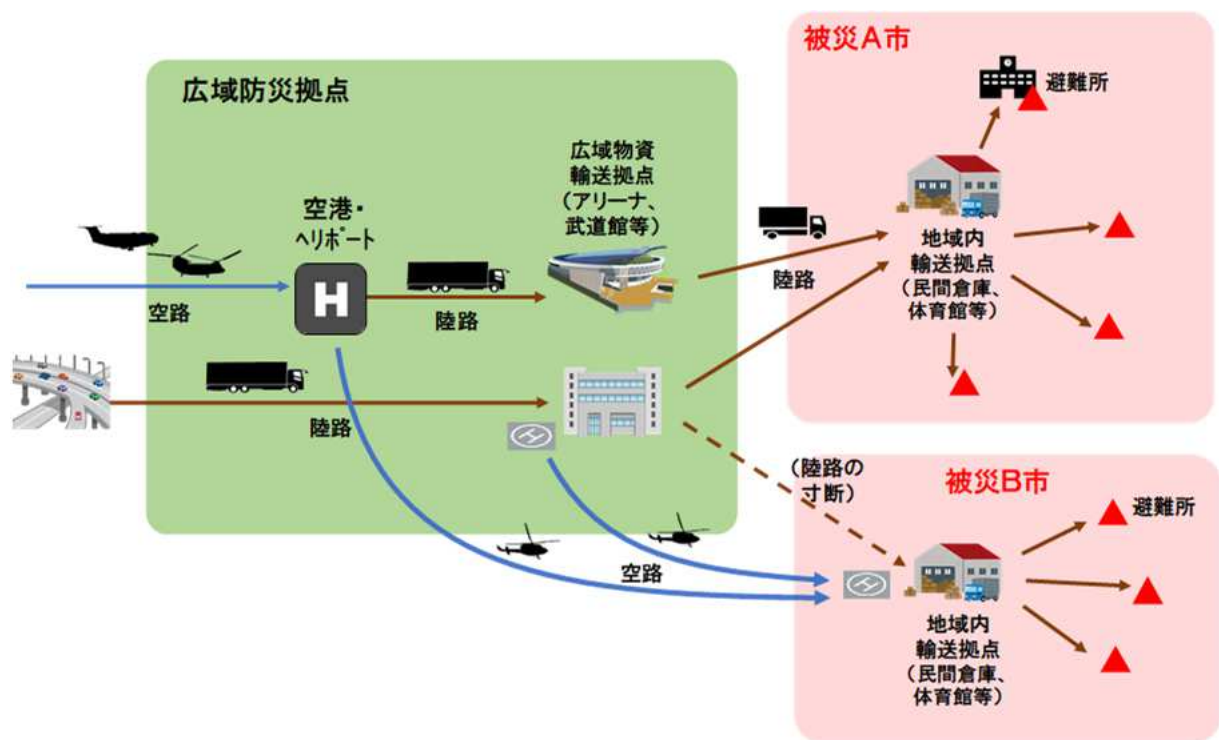 被災A市
避難所
広域防災拠点
広域物資
輸送拠点
(アリーナ、
武道館等)
空港・
ﾍﾘﾎﾟｰﾄ
H
空路
陸路
陸路
地域内
輸送拠点
(民間倉庫、
体育館等)
陸路
H
(陸路の
寸断)
被災B市
避難所
空路
H
地域内
輸送拠点
(民間倉庫、
体育館等)